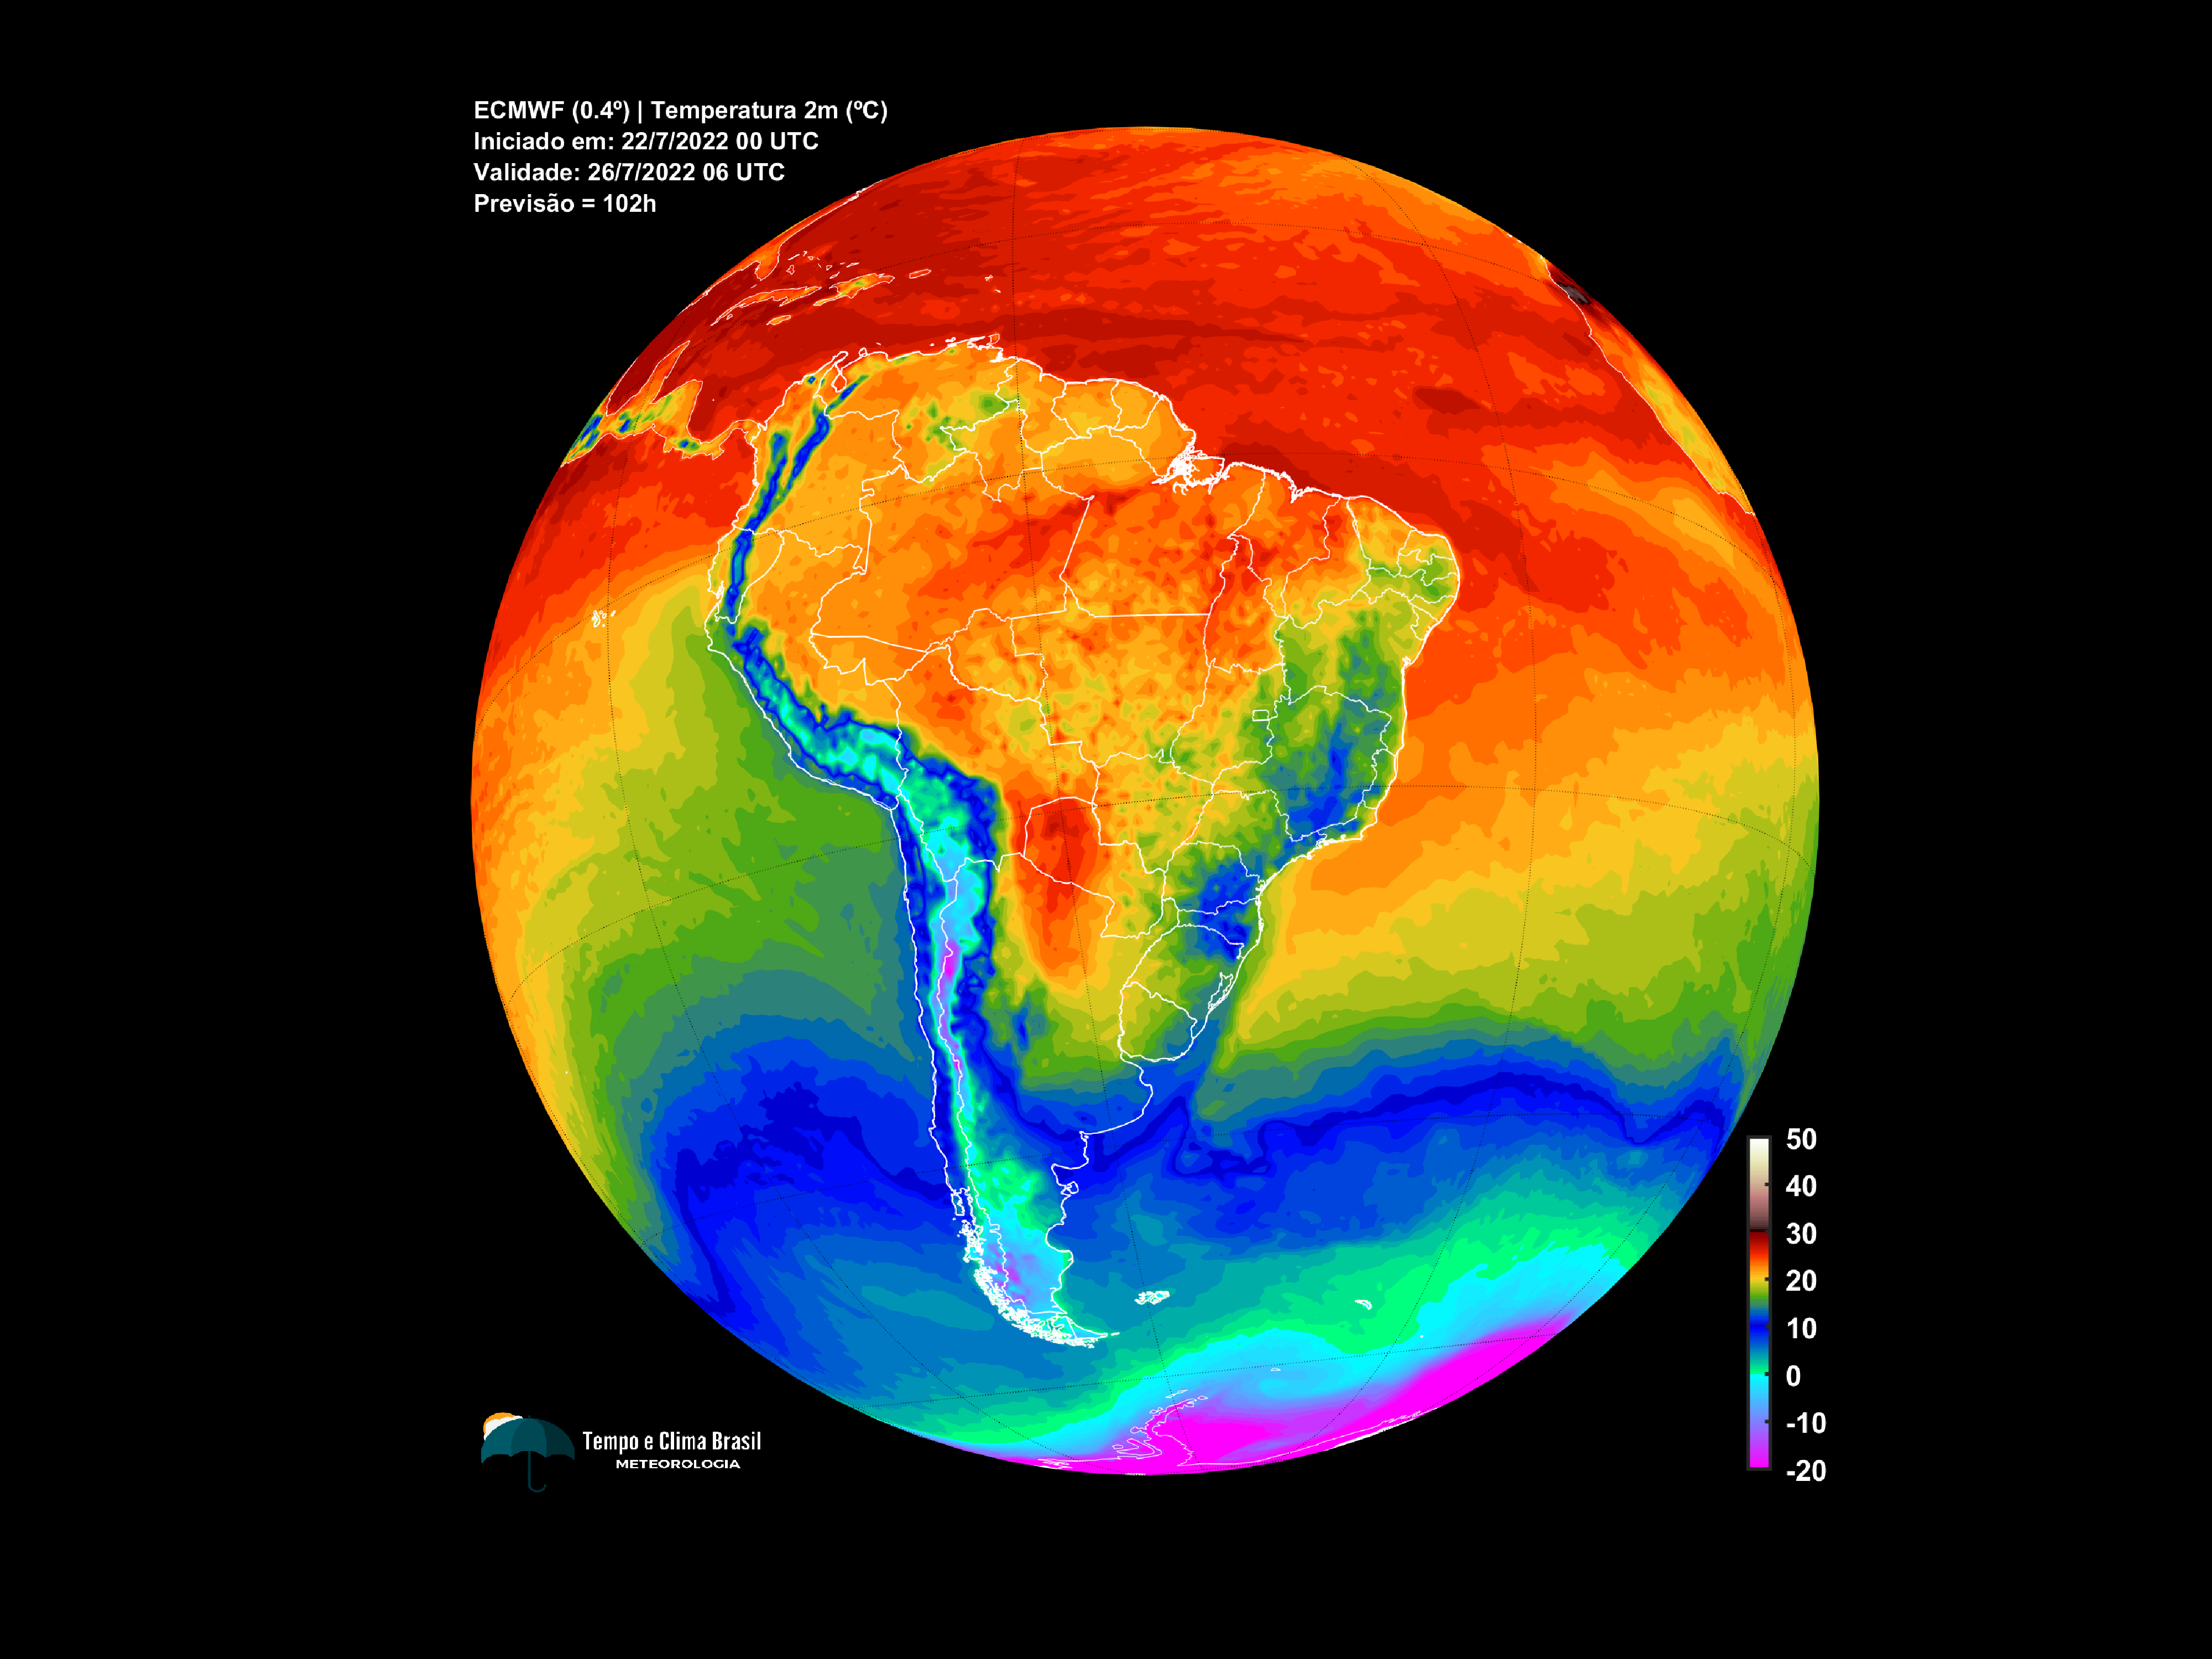 ECMWF (0.4º) | Temperatura 2m (ºC)
Iniciado em: 22/7/2022 00 UTC
Validade: 26/7/2022 06 UTC
Previsão = 102h
50
40
30
20
10
0
-10
-20
Tempo e Clima Brasil
METEOROLOGIA